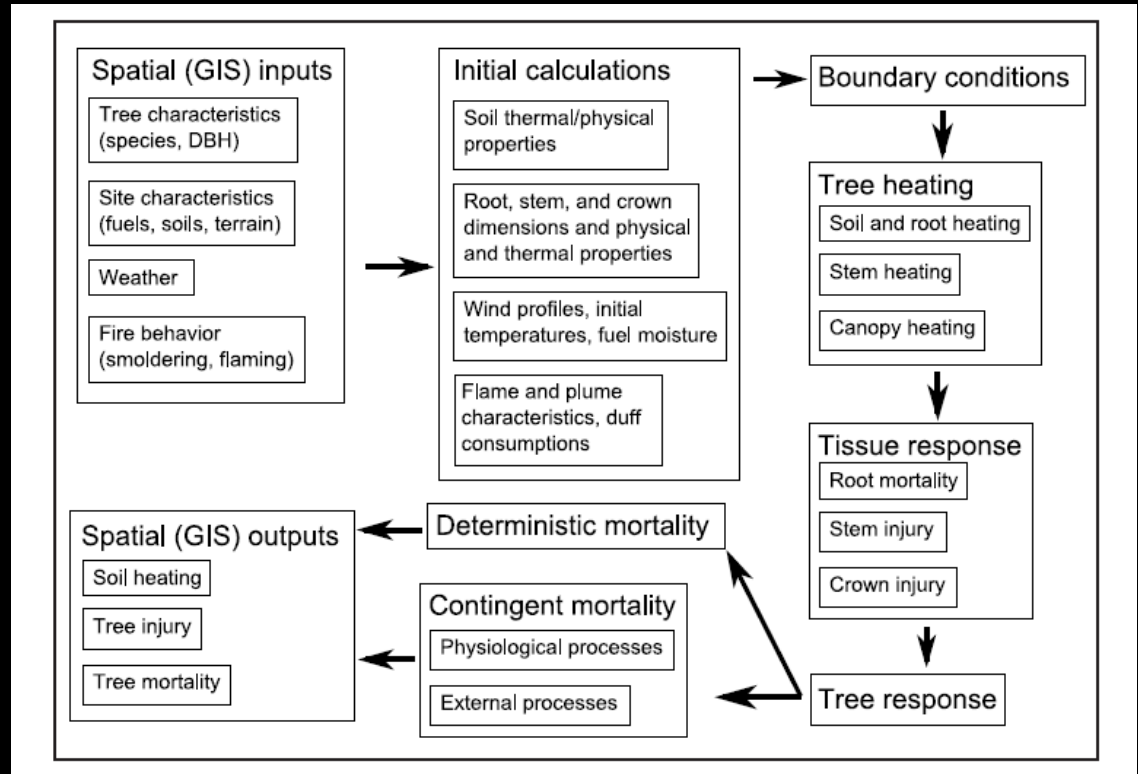 Spatial (GIS) inputs
Tree characteristics
(species, DBH)
Site characteristics
(fuels, soils, terrain)
Weather
Fire behavior
(smoldering, flaming)
Initial calculations
Soil thermal/physical
properties
Root, stem, and crown
dimensions and physical
and thermal properties
Wind profiles, initial
temperatures, fuel moisture
Flame and plume
characteristics, duff
consumptions
Boundary conditions
Tree heating
Soil and root heating
Stem heating
Canopy heating
Tissue response
Root mortality
Stem injury
Crown injury
Tree response
Deterministic mortality
Contingent mortality
Physiological processes
External processes
Spatial (GIS) outputs
Soil heating
Tree injury
Tree mortality